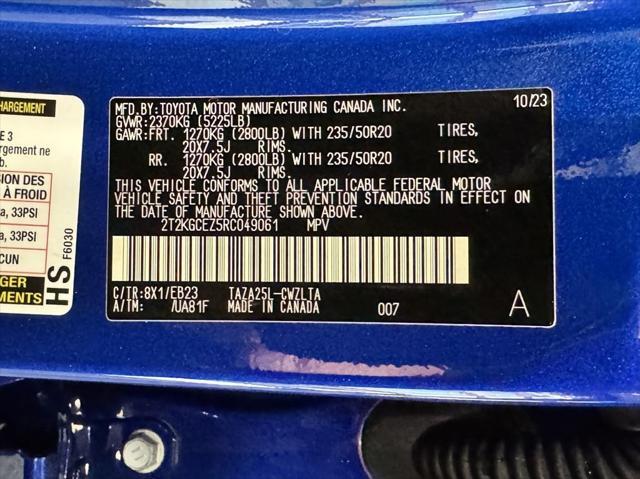 HARGEMENT
E 3
argement ne
b.
SION DES
À FROID
a, 33PSI
a, 33PSI
CUN
DING
EMENTS
HS F6030
MFD.BY:TOYOTA MOTOR MANUFACTURING CANADA INC. 10/23
GVWR:2370KG (5225LB)
GAWR:FRT. 1270KG (2800LB) WITH 235/50R20 TIRES,
20X7.5J RIMS.
RR. 1270KG (2800LB) WITH 235/50R20 TIRES,
20X7.5J RIMS.
THIS VEHICLE CONFORMS TO ALL APPLICABLE FEDERAL MOTOR
VEHICLE SAFETY AND THEFT PREVENTION STANDARDS IN EFFECT ON
THE DATE OF MANUFACTURE SHOWN ABOVE.
2T2KGCEZ5RC049061 MPV
C/TR:8X1/EB23 TAZA25L-CWZLTA
A/TM: /UA81F MADE IN CANADA 007 A